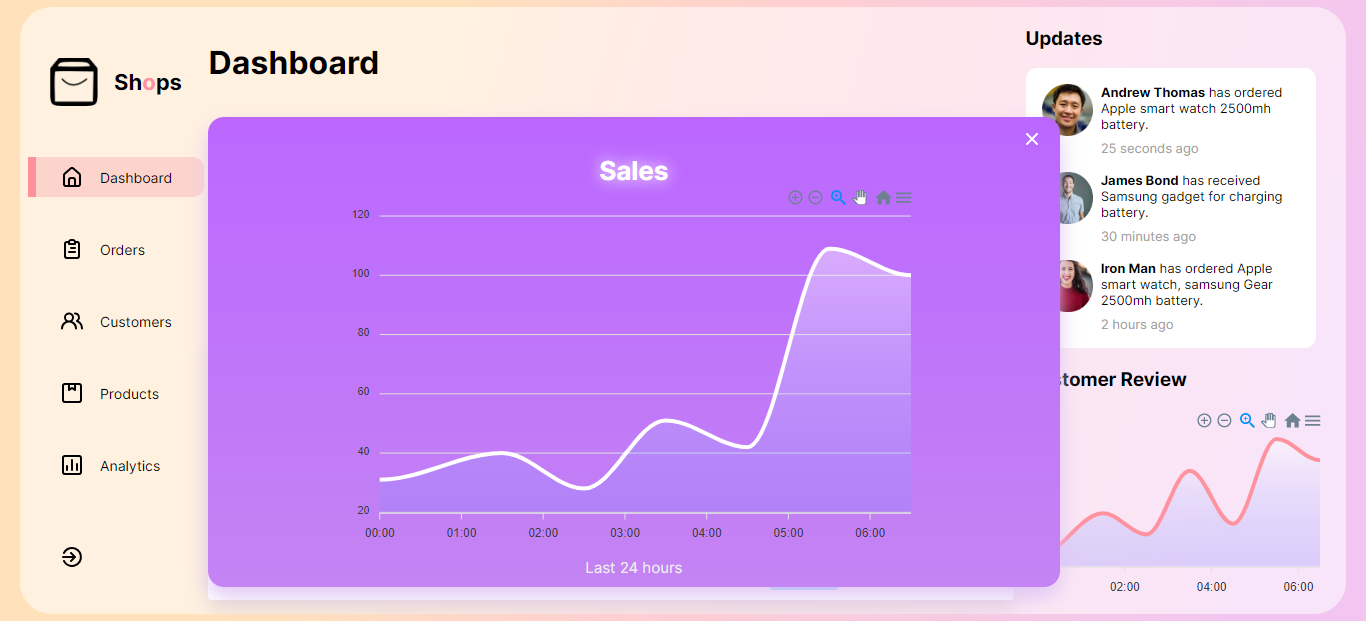 Shops
Dashboard
Orders
Customers
Products
Analytics
Dashboard
Sales
120
100
80
60
40
20
00:00 01:00 02:00 03:00 04:00 05:00 06:00
Last 24 hours
Updates
Andrew Thomas has ordered
Apple smart watch 2500mh
battery.
25 seconds ago
James Bond has received
Samsung gadget for charging
battery.
30 minutes ago
Iron Man has ordered Apple
smart watch, samsung Gear
2500mh battery.
2 hours ago
stomer Review
02:00 04:00 06:00